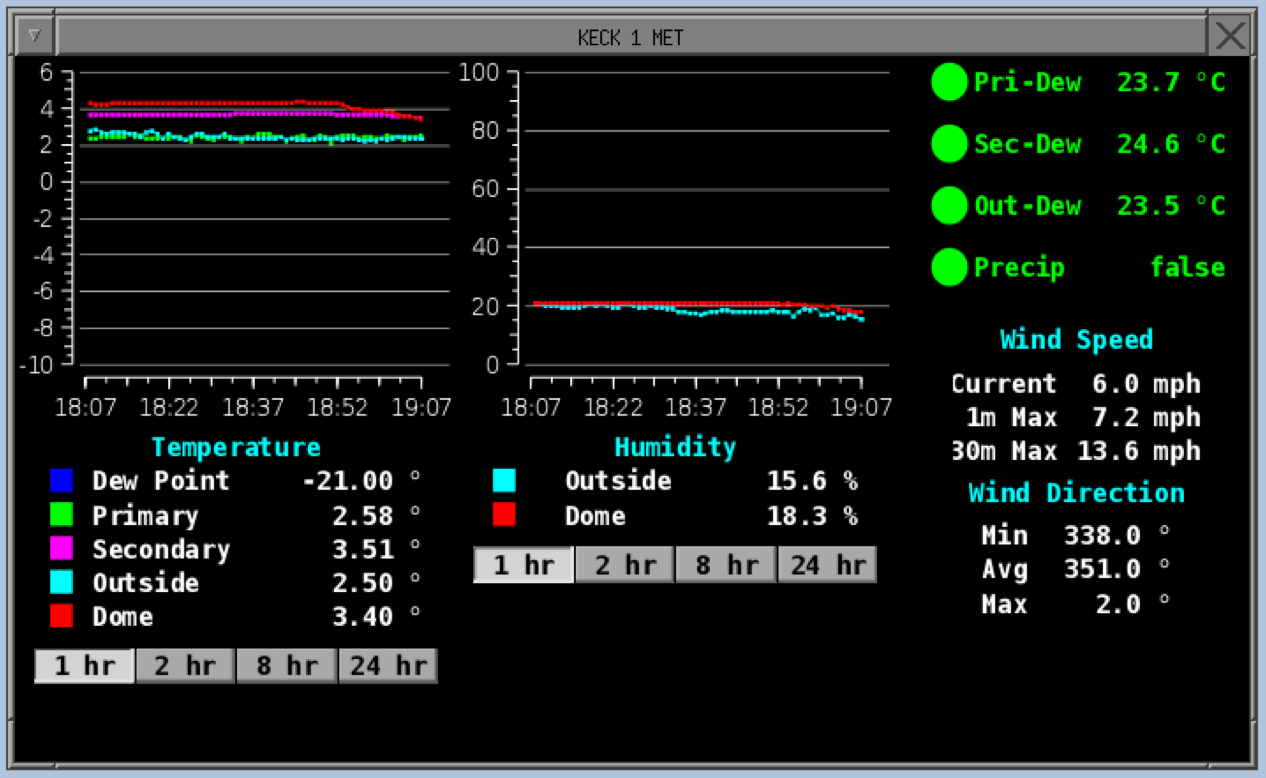 KECK 1 MET
6
4
2
0
-2
-4
-6
-8
-10
18:07 18:22 18:37 18:52 19:07
Temperature
Dew Point -21.00 °
Primary 2.58 °
Secondary 3.51 °
Outside 2.50 °
Dome 3.40 °
1 hr 2 hr 8 hr 24 hr
100
80
60
40
20
0
18:07 18:22 18:37 18:52 19:07
Humidity
Outside 15.6 %
Dome 18.3 %
1 hr 2 hr 8 hr 24 hr
Pri-Dew 23.7 °C
Sec-Dew 24.6 °C
Out-Dew 23.5 °C
Precip false
Wind Speed
Current 6.0 mph
1m Max 7.2 mph
30m Max 13.6 mph
Wind Direction
Min 338.0 °
Avg 351.0 °
Max 2.0 °